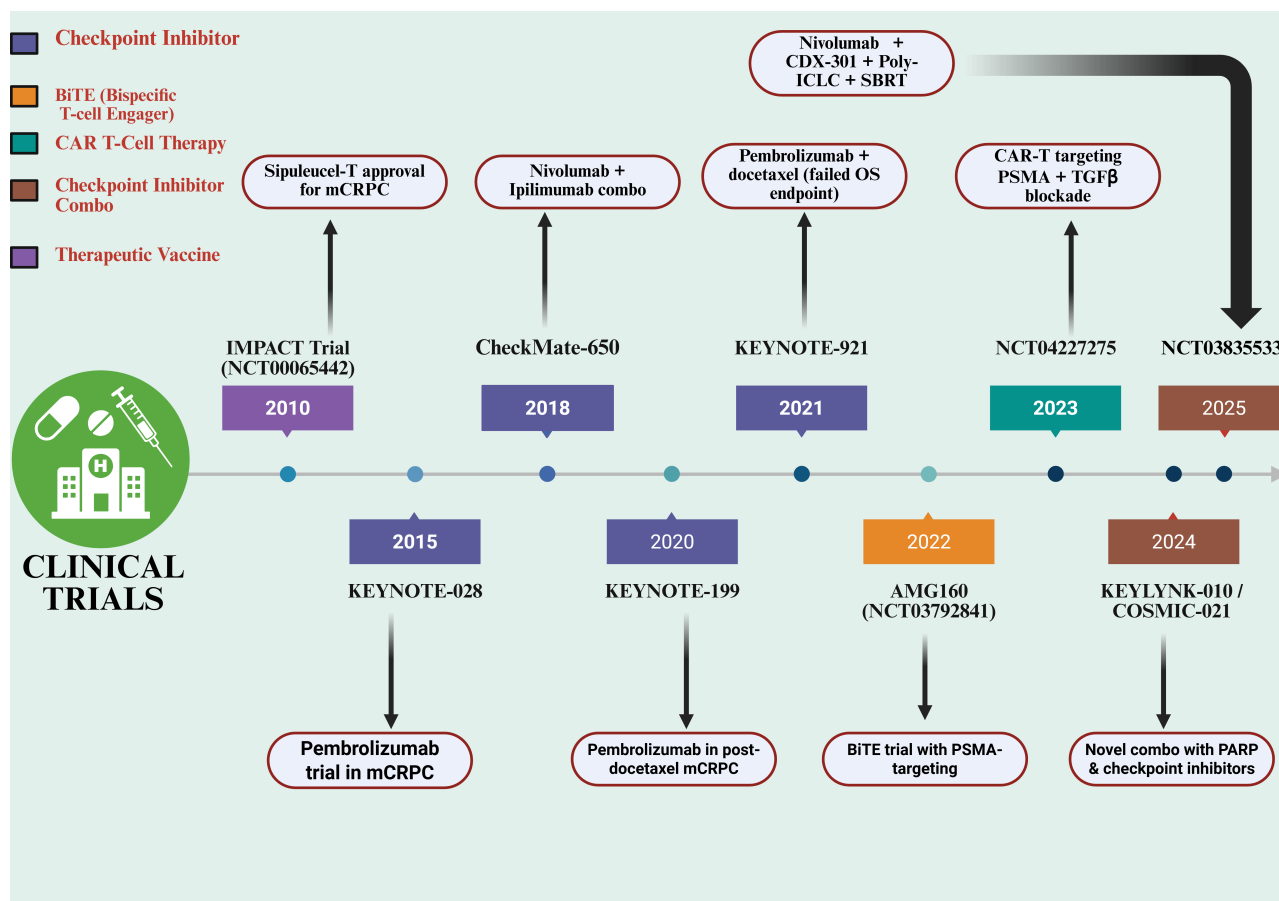 Checkpoint Inhibitor
BiTE (Bispecific
T-cell Engager)
CAR T-Cell Therapy
Checkpoint Inhibitor
Combo
Therapeutic Vaccine
Nivolumab +
CDX-301 + Poly-
ICLC + SBRT
Sipuleucel-T approval
for mCRPC
Nivolumab +
Ipilimumab combo
Pembrolizumab +
docetaxel (failed OS
endpoint)
CAR-T targeting
PSMA + TGFβ
blockade
IMPACT Trial
(NCT00065442)
CheckMate-650
KEYNOTE-921
NCT04227275
NCT03835533
2010
2018
2021
2023
2025
H
CLINICAL
TRIALS
2015
2020
2022
2024
KEYNOTE-028
KEYNOTE-199
AMG160
(NCT03792841)
KEYLYNK-010 /
COSMIC-021
Pembrolizumab
trial in mCRPC
Pembrolizumab in post-
docetaxel mCRPC
BiTE trial with PSMA-
targeting
Novel combo with PARP
& checkpoint inhibitors